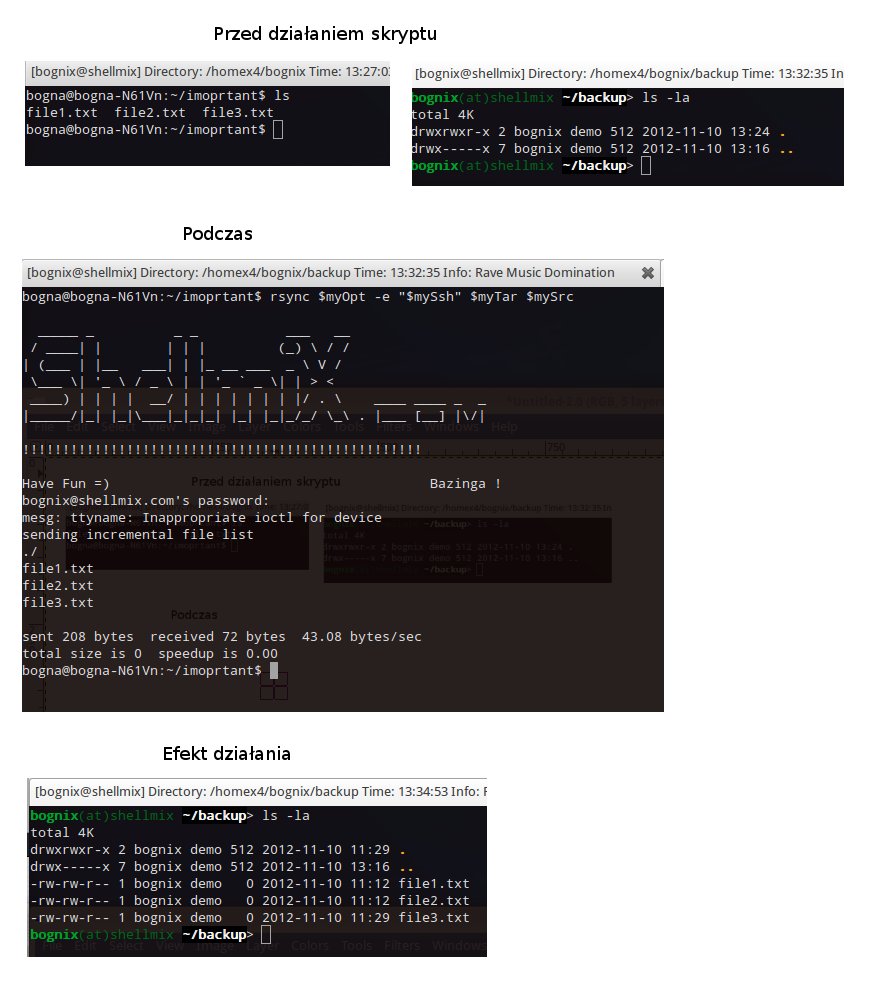 Przed działaniem skryptu
[bognix@shellmix] Directory: /homex4/bognix Time: 13:27:03
bogna@bogna-N61Vn:~/imoprtant$ ls
file1.txt  file2.txt  file3.txt
bogna@bogna-N61Vn:~/imoprtant$
[bognix@shellmix] Directory: /homex4/bognix/backup Time: 13:32:35 In
bognix(at)shellmix ~/backup> ls -la
total 4K
drwxrwxr-x 2 bognix demo 512 2012-11-10 13:24 .
drwx-----x 7 bognix demo 512 2012-11-10 13:16 ..
bognix(at)shellmix ~/backup>
Podczas
[bognix@shellmix] Directory: /homex4/bognix/backup Time: 13:32:35 Info: Rave Music Domination
bogna@bogna-N61Vn:~/imoprtant$ rsync $myOpt -e "$mySsh" $myTar $mySrc
!!!!!!!!!!!!!!!!!!!!!!!!!!!!!!!!!!!!!!!!!!!!!!!!!!
Have Fun =)                                        Bazinga !
bognix@shellmix.com's password:
mesg: ttyname: Inappropriate ioctl for device
sending incremental file list
./
file1.txt
file2.txt
file3.txt
sent 208 bytes  received 72 bytes  43.08 bytes/sec
total size is 0  speedup is 0.00
bogna@bogna-N61Vn:~/imoprtant$
Efekt działania
[bognix@shellmix] Directory: /homex4/bognix/backup Time: 13:34:53 Info: F
bognix(at)shellmix ~/backup> ls -la
total 4K
drwxrwxr-x 2 bognix demo 512 2012-11-10 11:29 .
drwx-----x 7 bognix demo 512 2012-11-10 13:16 ..
-rw-rw-r-- 1 bognix demo   0 2012-11-10 11:12 file1.txt
-rw-rw-r-- 1 bognix demo   0 2012-11-10 11:12 file2.txt
-rw-rw-r-- 1 bognix demo   0 2012-11-10 11:29 file3.txt
bognix(at)shellmix ~/backup>